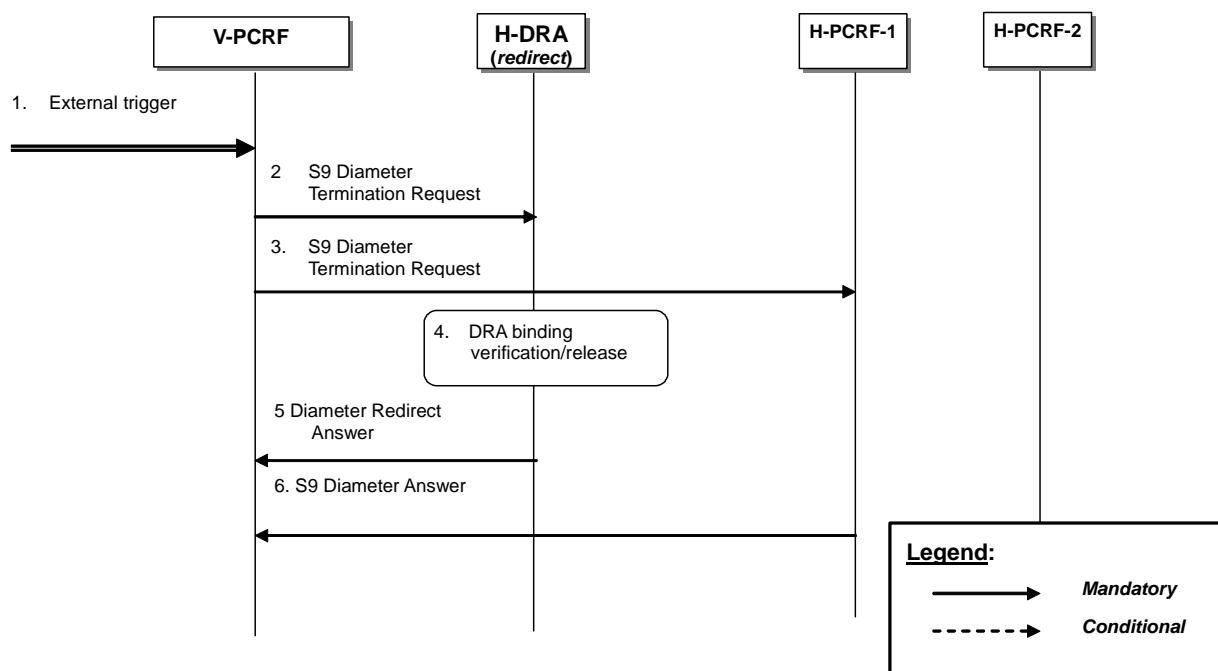 V-PCRF
H-DRA
(redirect)
H-PCRF-1
H-PCRF-2
1. External trigger
2 S9 Diameter
Termination Request
3. S9 Diameter
Termination Request
4. DRA binding
verification/release
5 Diameter Redirect
Answer
6. S9 Diameter Answer
Legend:
Mandatory
Conditional